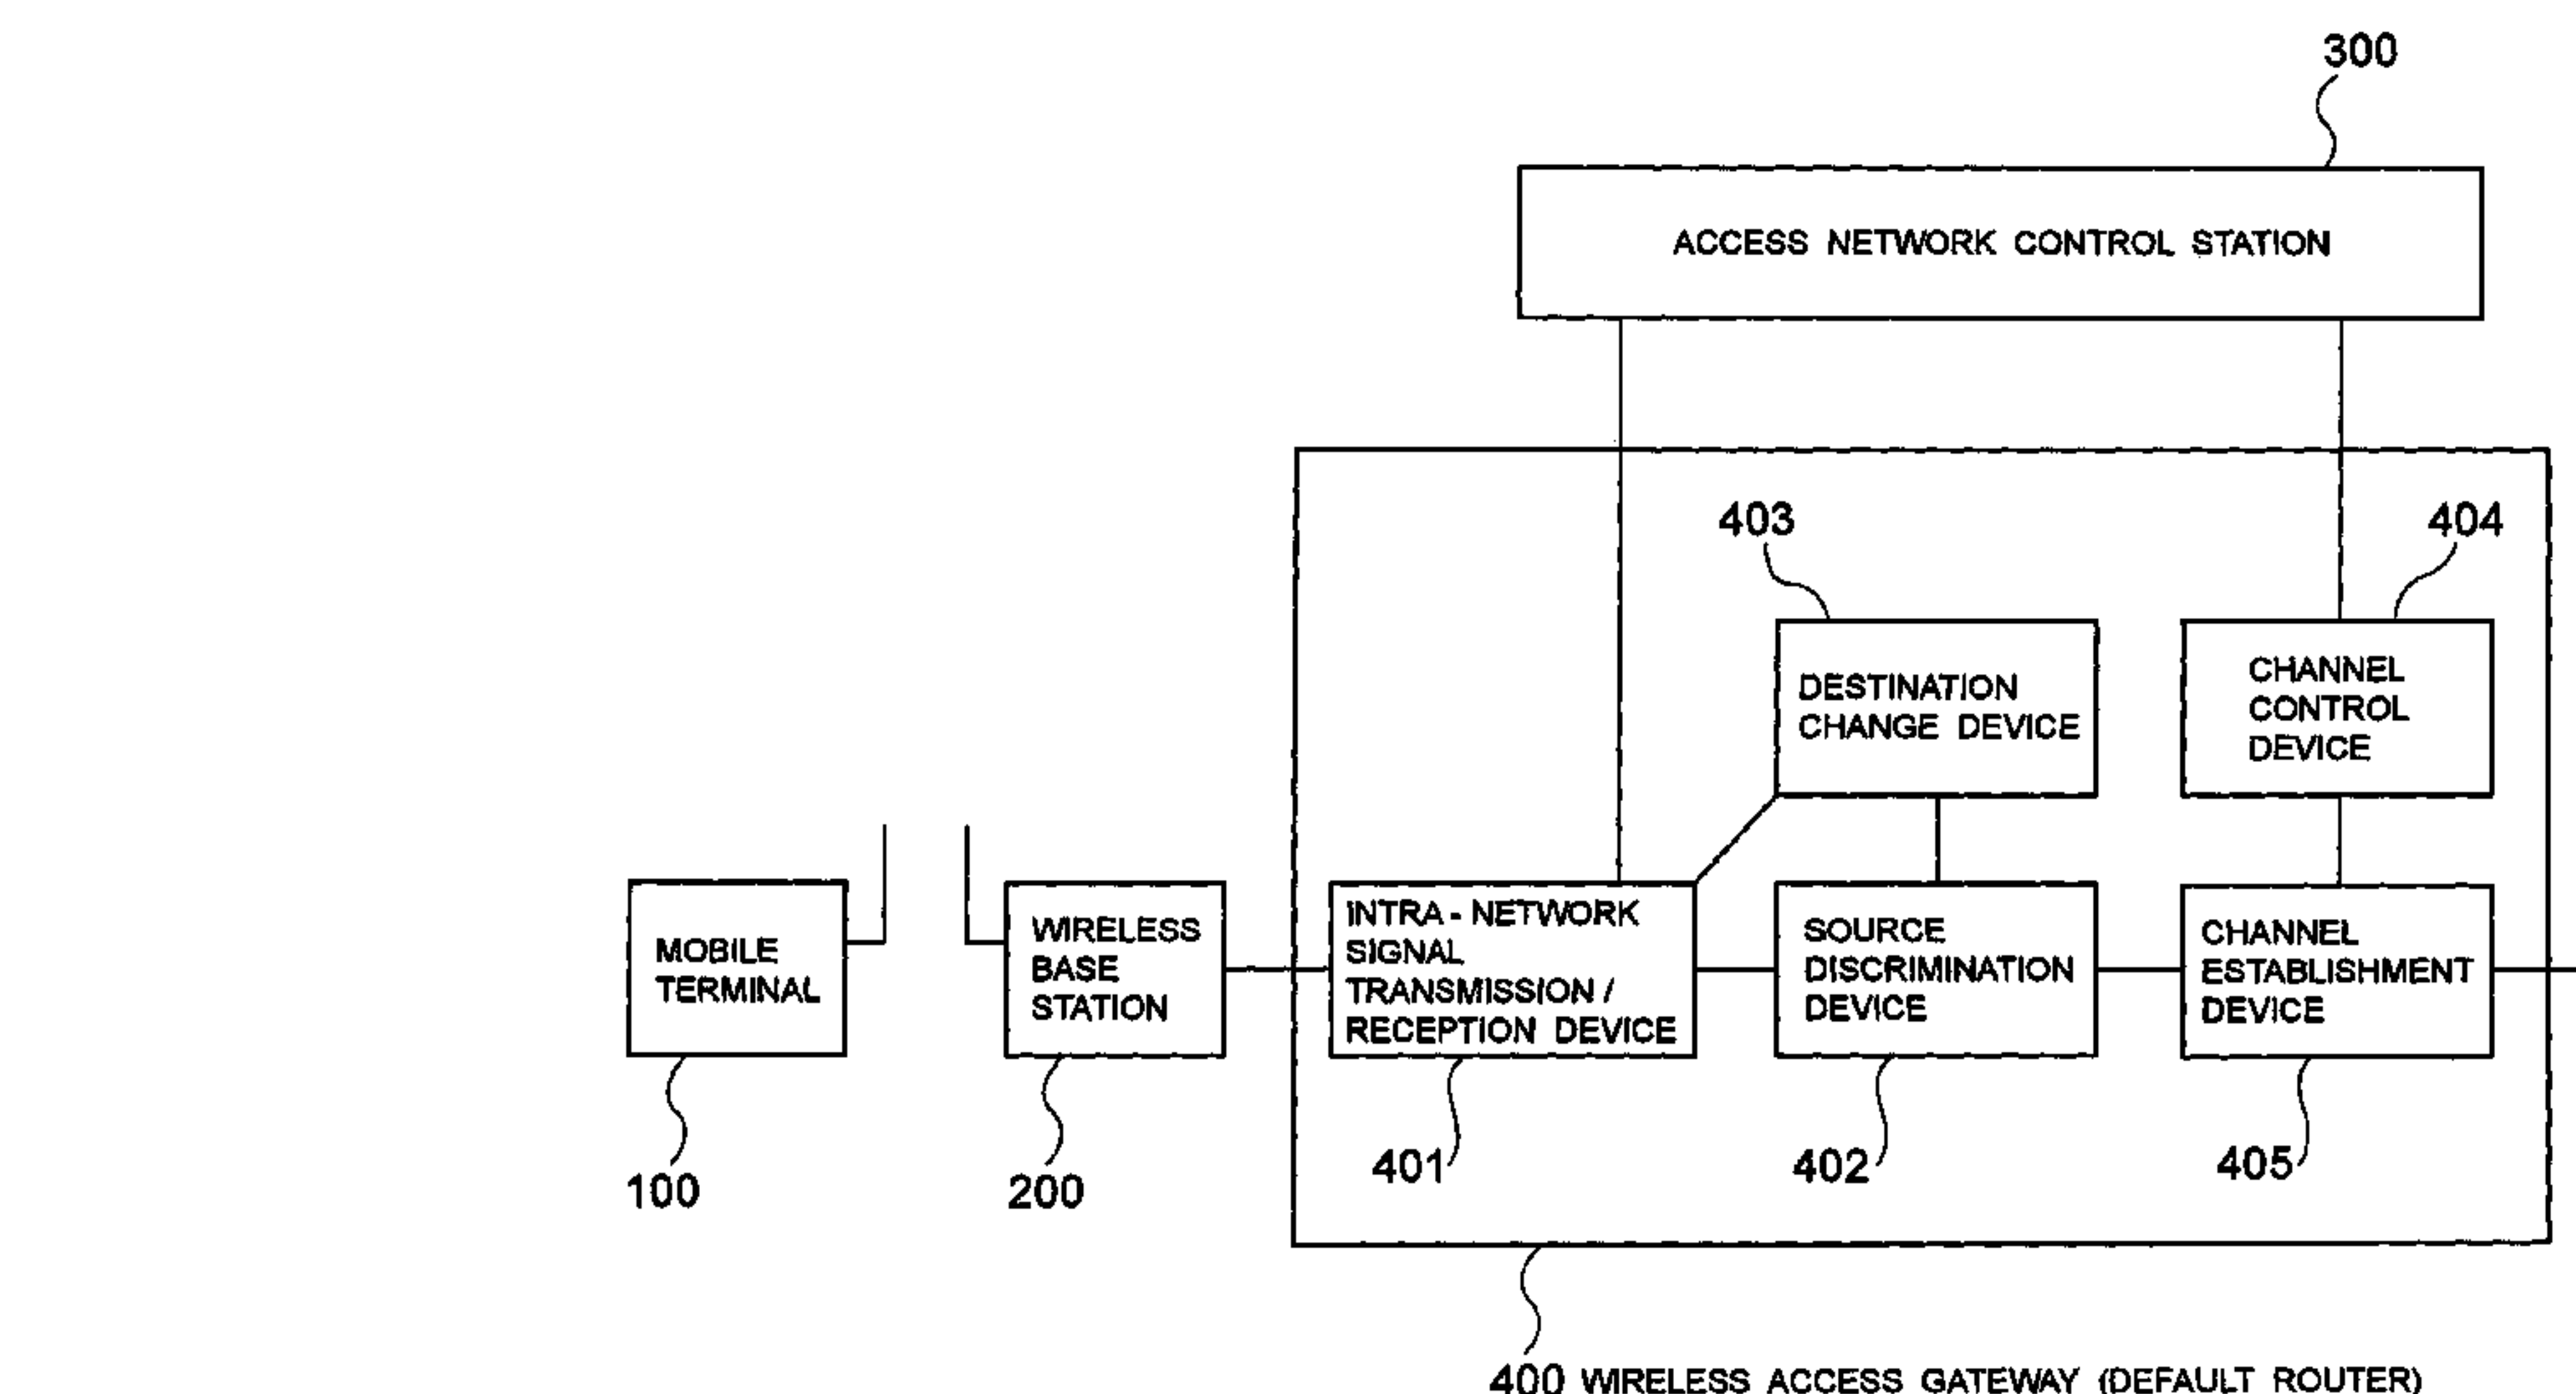 300
ACCESS NETWORK CONTROL STATION
403
404
DESTINATION
CHANGE DEVICE
CHANNEL
CONTROL
DEVICE
MOBILE
TERMINAL
WIRELESS
BASE
STATION
INTRA-NETWORK
SIGNAL
TRANSMISSION /
RECEPTION DEVICE
SOURCE
DISCRIMINATION
DEVICE
CHANNEL
ESTABLISHMENT
DEVICE
100
200
401
402
405
400 WIRELESS ACCESS GATEWAY (DEFAULT ROUTER)